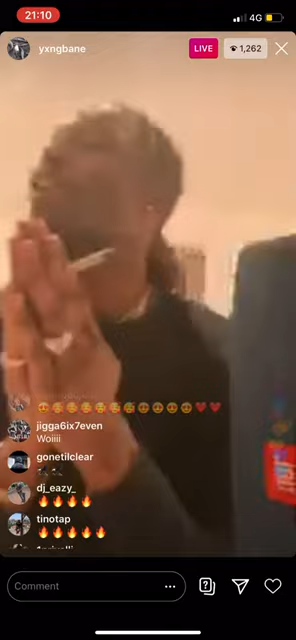 21:10
4G
yxngbane
LIVE
1,262
jigga6ix7even
Woiiii
gonetilclear
dj_eazy_
tinotap
Comment